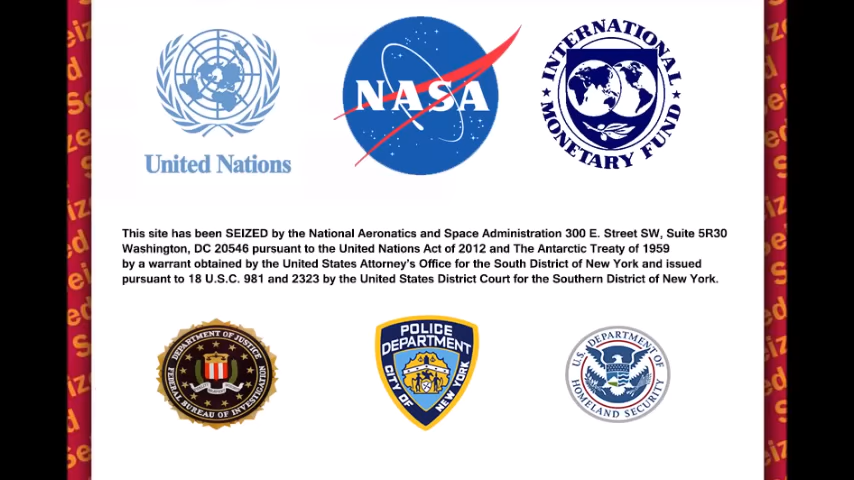 United Nations
NASA
INTERNATIONAL MONETARY FUND
This site has been SEIZED by the National Aeronatics and Space Administration 300 E. Street SW, Suite 5R30
Washington, DC 20546 pursuant to the United Nations Act of 2012 and The Antarctic Treaty of 1959
by a warrant obtained by the United States Attorney's Office for the South District of New York and issued
pursuant to 18 U.S.C. 981 and 2323 by the United States District Court for the Southern District of New York.
DEPARTMENT OF JUSTICE
FEDERAL BUREAU OF INVESTIGATION
POLICE
DEPARTMENT
CITY OF
NEW YORK
U.S. DEPARTMENT OF
HOMELAND SECURITY